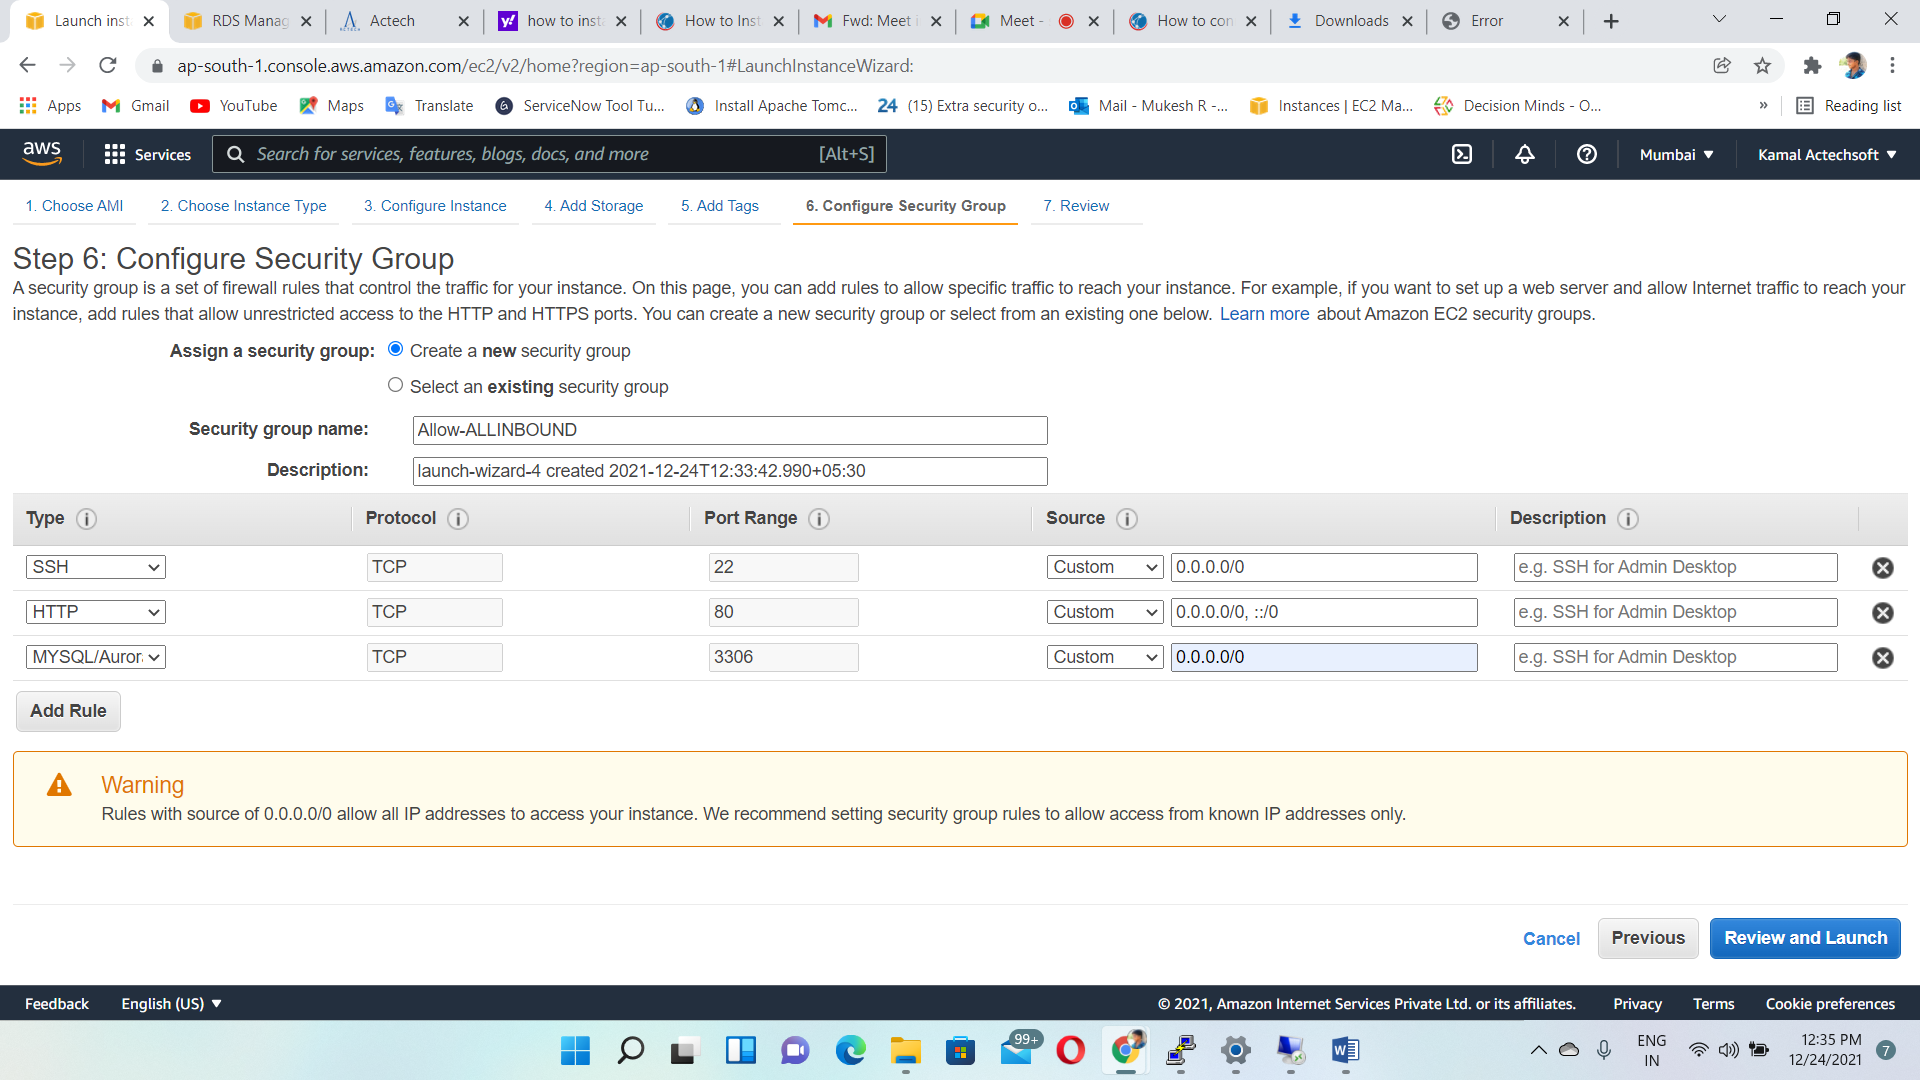 Launch inst
RDS Manag
Actech
how to insta
How to Inst
Fwd: Meet i
Meet -
How to con
Downloads
Error
ap-south-1.console.aws.amazon.com/ec2/v2/home?region=ap-south-1#LaunchInstanceWizard:
Apps
Gmail
YouTube
Maps
Translate
ServiceNow Tool Tu...
Install Apache Tomc...
24 (15) Extra security o...
Mail - Mukesh R -...
Instances | EC2 Ma...
Decision Minds - O...
»
Reading list
aws
Services
Search for services, features, blogs, docs, and more
[Alt+S]
Mumbai
Kamal Actechsoft
1. Choose AMI
2. Choose Instance Type
3. Configure Instance
4. Add Storage
5. Add Tags
6. Configure Security Group
7. Review
Step 6: Configure Security Group
A security group is a set of firewall rules that control the traffic for your instance. On this page, you can add rules to allow specific traffic to reach your instance. For example, if you want to set up a web server and allow Internet traffic to reach your
instance, add rules that allow unrestricted access to the HTTP and HTTPS ports. You can create a new security group or select from an existing one below. Learn more about Amazon EC2 security groups.
Assign a security group: Create a new security group
Select an existing security group
Security group name: Allow-ALLINBOUND
Description: launch-wizard-4 created 2021-12-24T12:33:42.990+05:30
Type i Protocol i Port Range i Source i Description i
SSH TCP 22 Custom 0.0.0.0/0 e.g. SSH for Admin Desktop
HTTP TCP 80 Custom 0.0.0.0/0, ::/0 e.g. SSH for Admin Desktop
MYSQL/Auror TCP 3306 Custom 0.0.0.0/0 e.g. SSH for Admin Desktop
Add Rule
Warning
Rules with source of 0.0.0.0/0 allow all IP addresses to access your instance. We recommend setting security group rules to allow access from known IP addresses only.
Cancel
Previous
Review and Launch
Feedback
English (US)
© 2021, Amazon Internet Services Private Ltd. or its affiliates.
Privacy
Terms
Cookie preferences
99+
ENG
IN
12:35 PM
12/24/2021
7